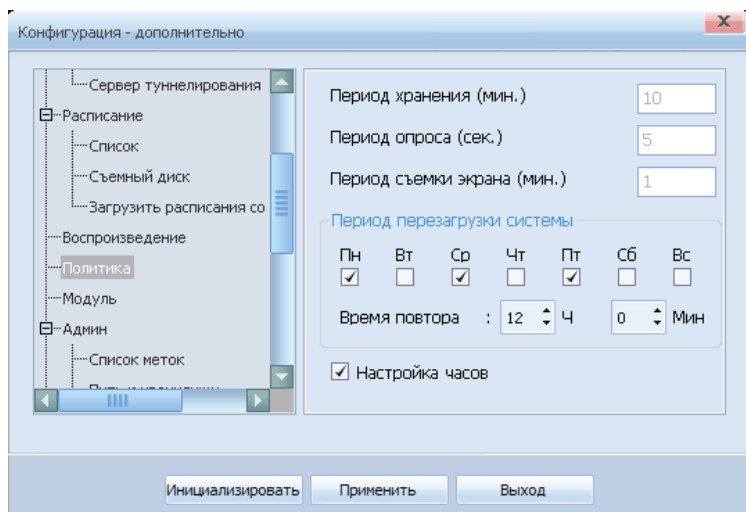 Конфигурация - дополнительно
Сервер туннелирования
Расписание
Список
Съемный диск
Загрузить расписания со
Воспроизведение
Политика
Модуль
Админ
Список меток
Период хранения (мин.) 10
Период опроса (сек.) 5
Период съемки экрана (мин.) 1
Период перезагрузки системы
Пн Вт Ср Чт Пт Сб Вс
Время повтора : 12 Ч 0 Мин
Настройка часов
Инициализировать Применить Выход